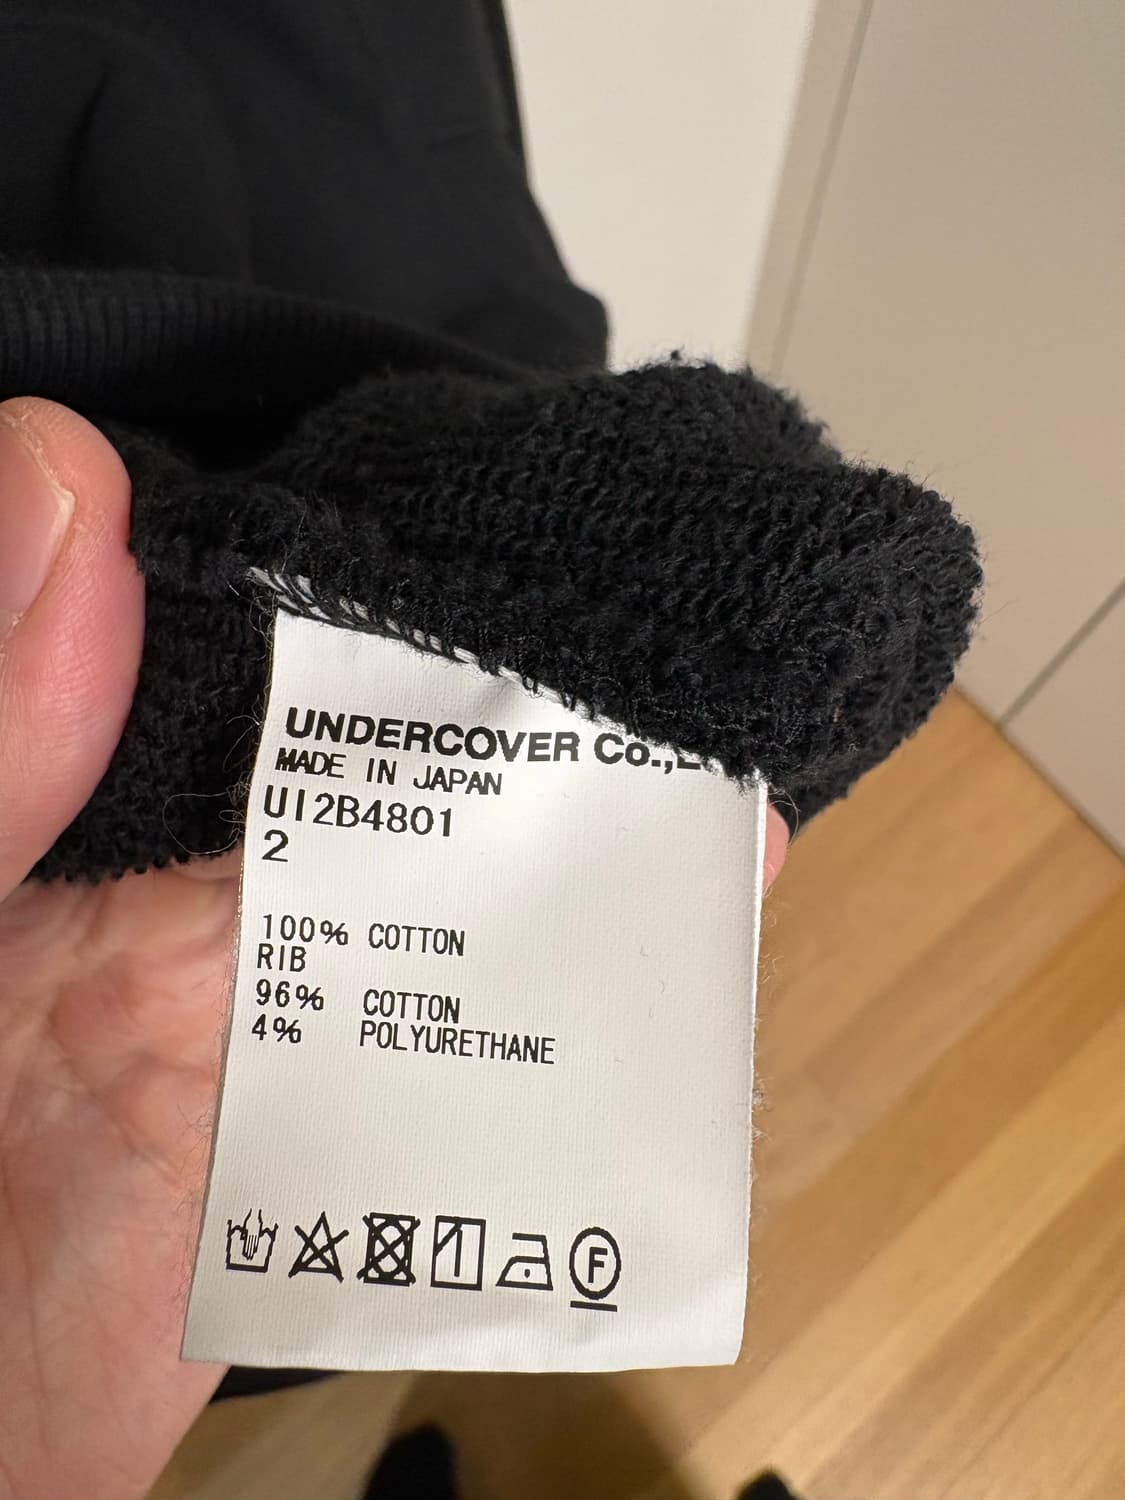 UNDERCOVER Co.,
MADE IN JAPAN
UI2B4801
2
100% COTTON
RIB
96% COTTON
4% POLYURETHANE
F